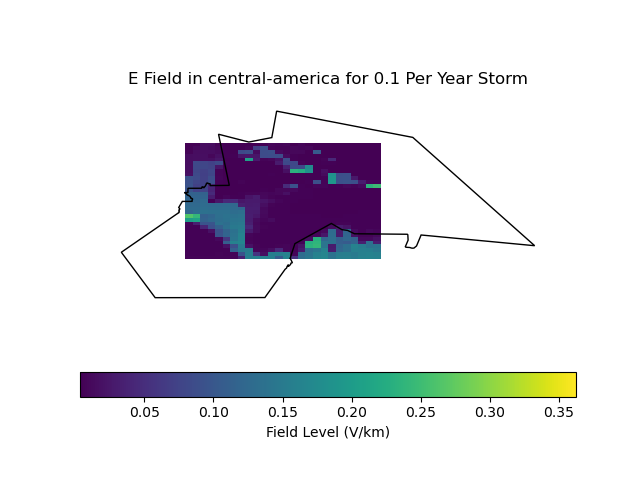 E Field in central-america for 0.1 Per Year Storm
0.05 0.10 0.15 0.20 0.25 0.30 0.35
Field Level (V/km)